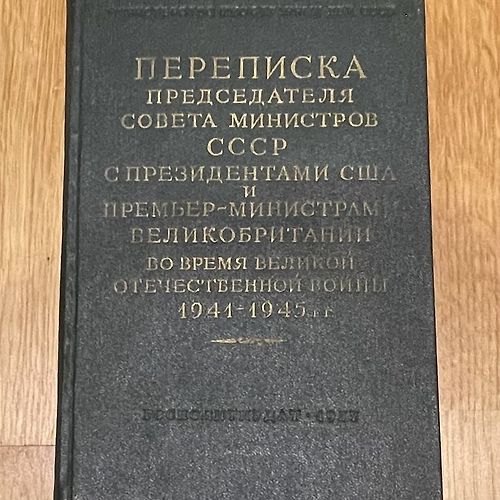 ПЕРЕПИСКА
ПРЕДСЕДАТЕЛЯ
СОВЕТА МИНИСТРОВ
СССР
С ПРЕЗИДЕНТАМИ США
И
ПРЕМЬЕР-МИНИСТРАМИ
ВЕЛИКОБРИТАНИИ
ВО ВРЕМЯ ВЕЛИКОЙ
ОТЕЧЕСТВЕННОЙ ВОЙНЫ
1941-1945 гг.